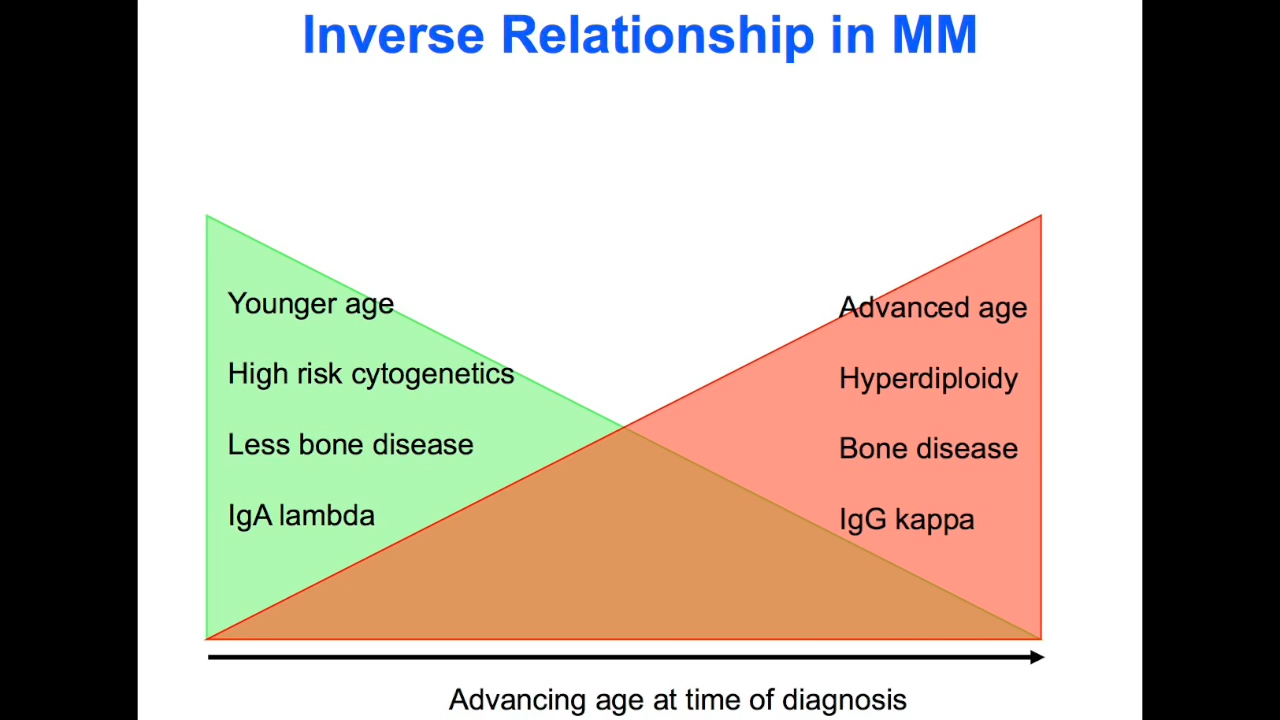 Inverse Relationship in MM
Younger age
High risk cytogenetics
Less bone disease
IgA lambda
Advanced age
Hyperdiploidy
Bone disease
IgG kappa
Advancing age at time of diagnosis